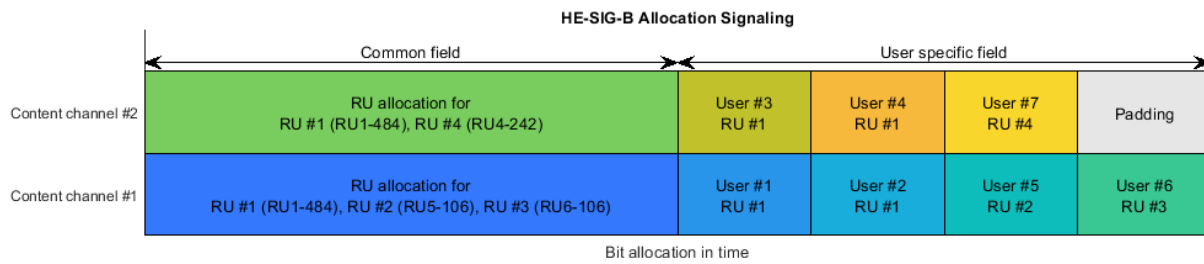 HE-SIG-B Allocation Signaling
Common field
User specific field
Content channel #2
RU allocation for
RU #1 (RU1-484), RU #4 (RU4-242)
User #3
RU #1
User #4
RU #1
User #7
RU #4
Padding
Content channel #1
RU allocation for
RU #1 (RU1-484), RU #2 (RU5-106), RU #3 (RU6-106)
User #1
RU #1
User #2
RU #1
User #5
RU #2
User #6
RU #3
Bit allocation in time